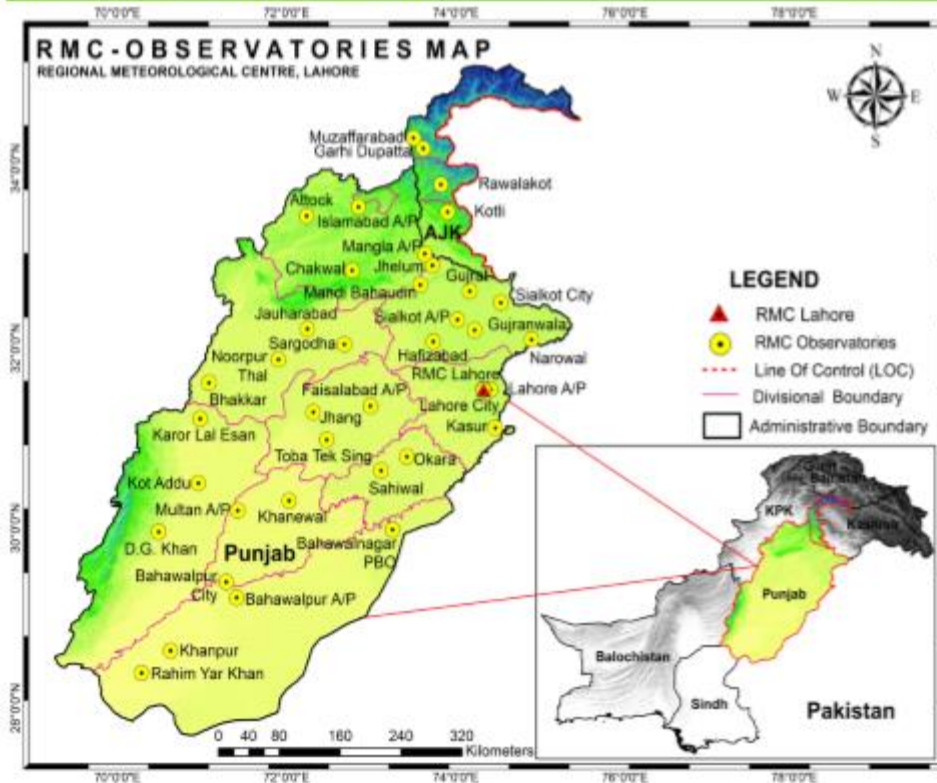 70°0'0"E 72°0'0"E 74°0'0"E 76°0'0"E 78°0'0"E
RMC-OBSERVATORIES MAP
REGIONAL METEOROLOGICAL CENTRE, LAHORE
N
W E
S
34°0'0"N
32°0'0"N
30°0'0"N
28°0'0"N
Muzaffarabad
Garhi Dupatta
Rawalakot
Attock
Islamabad A/P
Kotli
AJK
Mangla A/P
Chakwal
Jhelum
Gujrat
Mandi Bahaudin
Sialkot City
Jauharabad
Sialkot A/P
Gujranwala
Sargodha
Hafizabad
Narowal
Noorpur
Thal
RMC Lahore
Lahore A/P
Bhakkar
Faisalabad A/P
Lahore City
Karor Lal Esan
Jhang
Kasur
Toba Tek Sing
Okara
Sahiwal
Kot Addu
Multan A/P
Khanewal
D.G. Khan
Punjab
Bahawalnagar
PBO
Bahawalpur
City
Bahawalpur A/P
Khanpur
Rahim Yar Khan
LEGEND
RMC Lahore
RMC Observatories
Line Of Control (LOC)
Divisional Boundary
Administrative Boundary
KPK
Kashmir
Punjab
Balochistan
Sindh
Pakistan
0 40 80 160 240 320
Kilometers
70°0'0"E 72°0'0"E 74°0'0"E 76°0'0"E 78°0'0"E